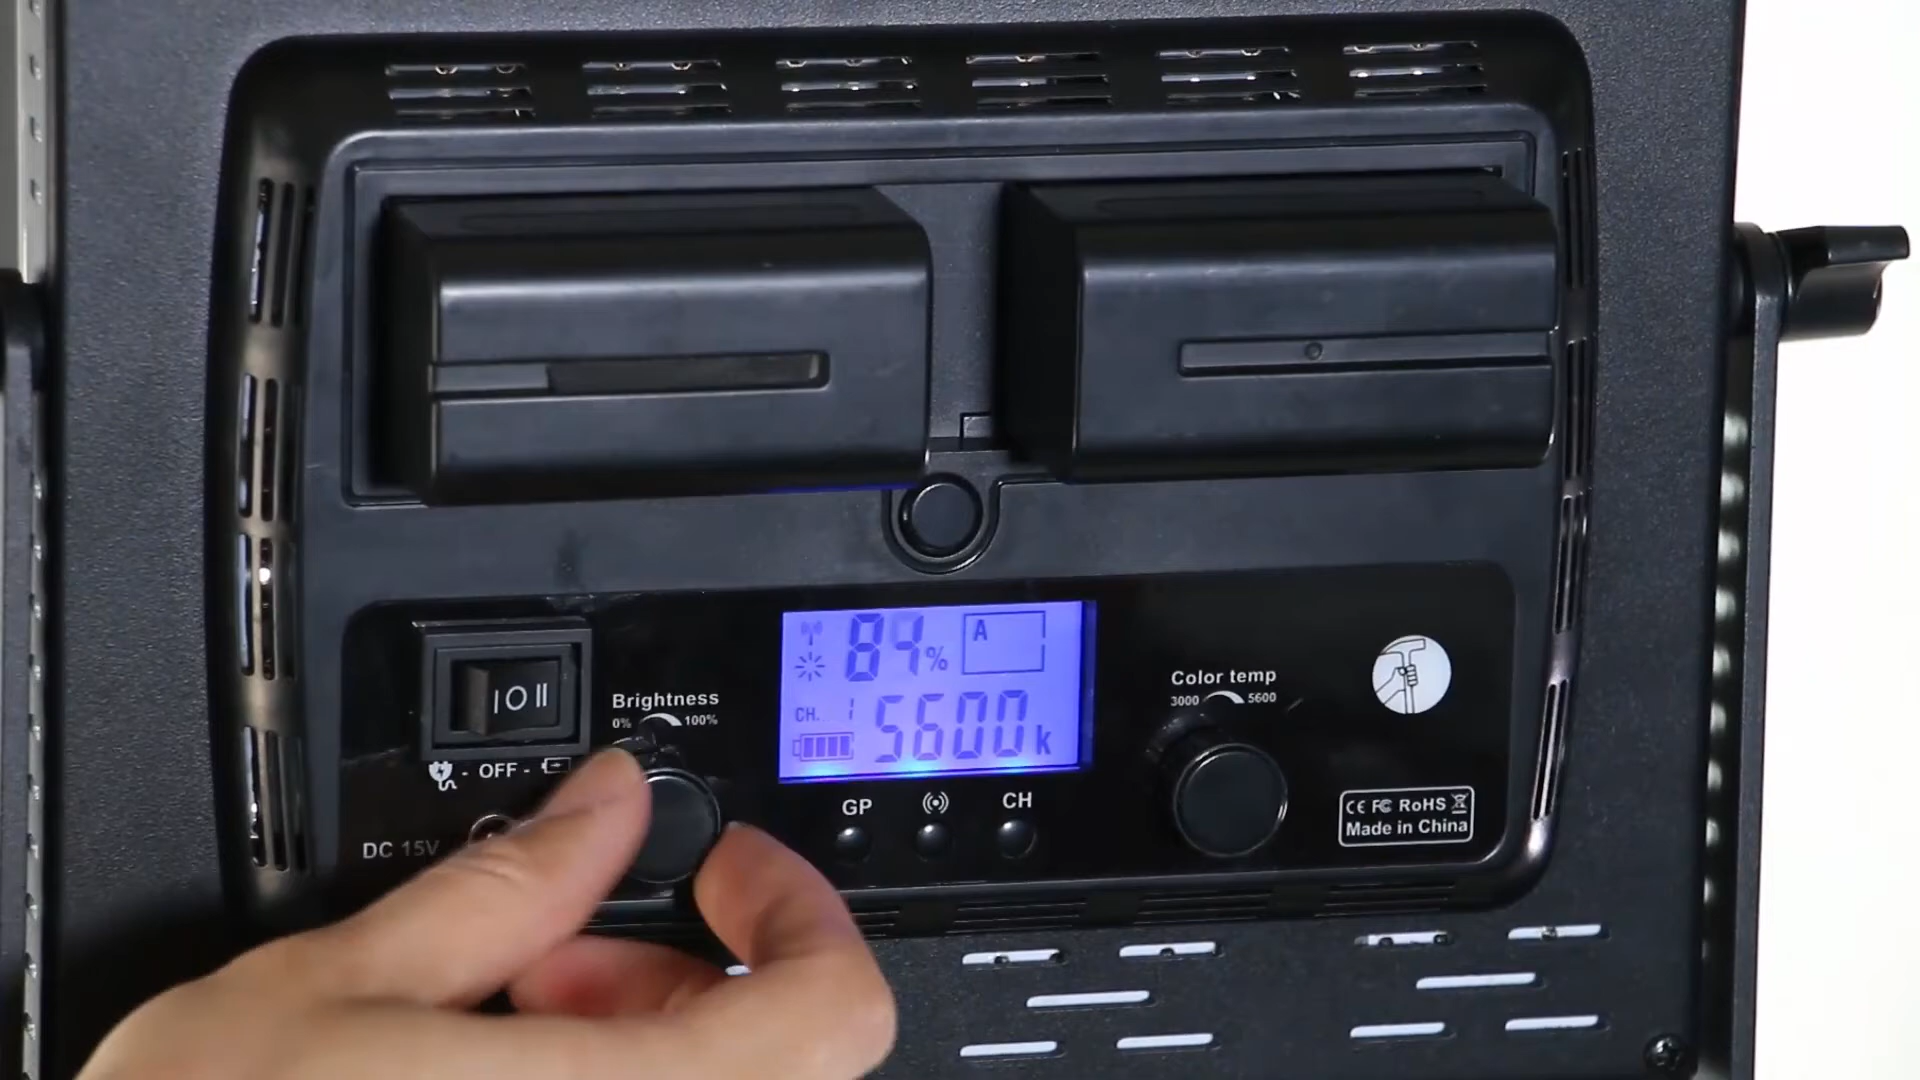 84%
A
CH. 1
5600k
IOII
Brightness
0% 100%
- OFF -
DC 15V
GP
CH
Color temp
3000 5600
CE FC RoHS
Made in China